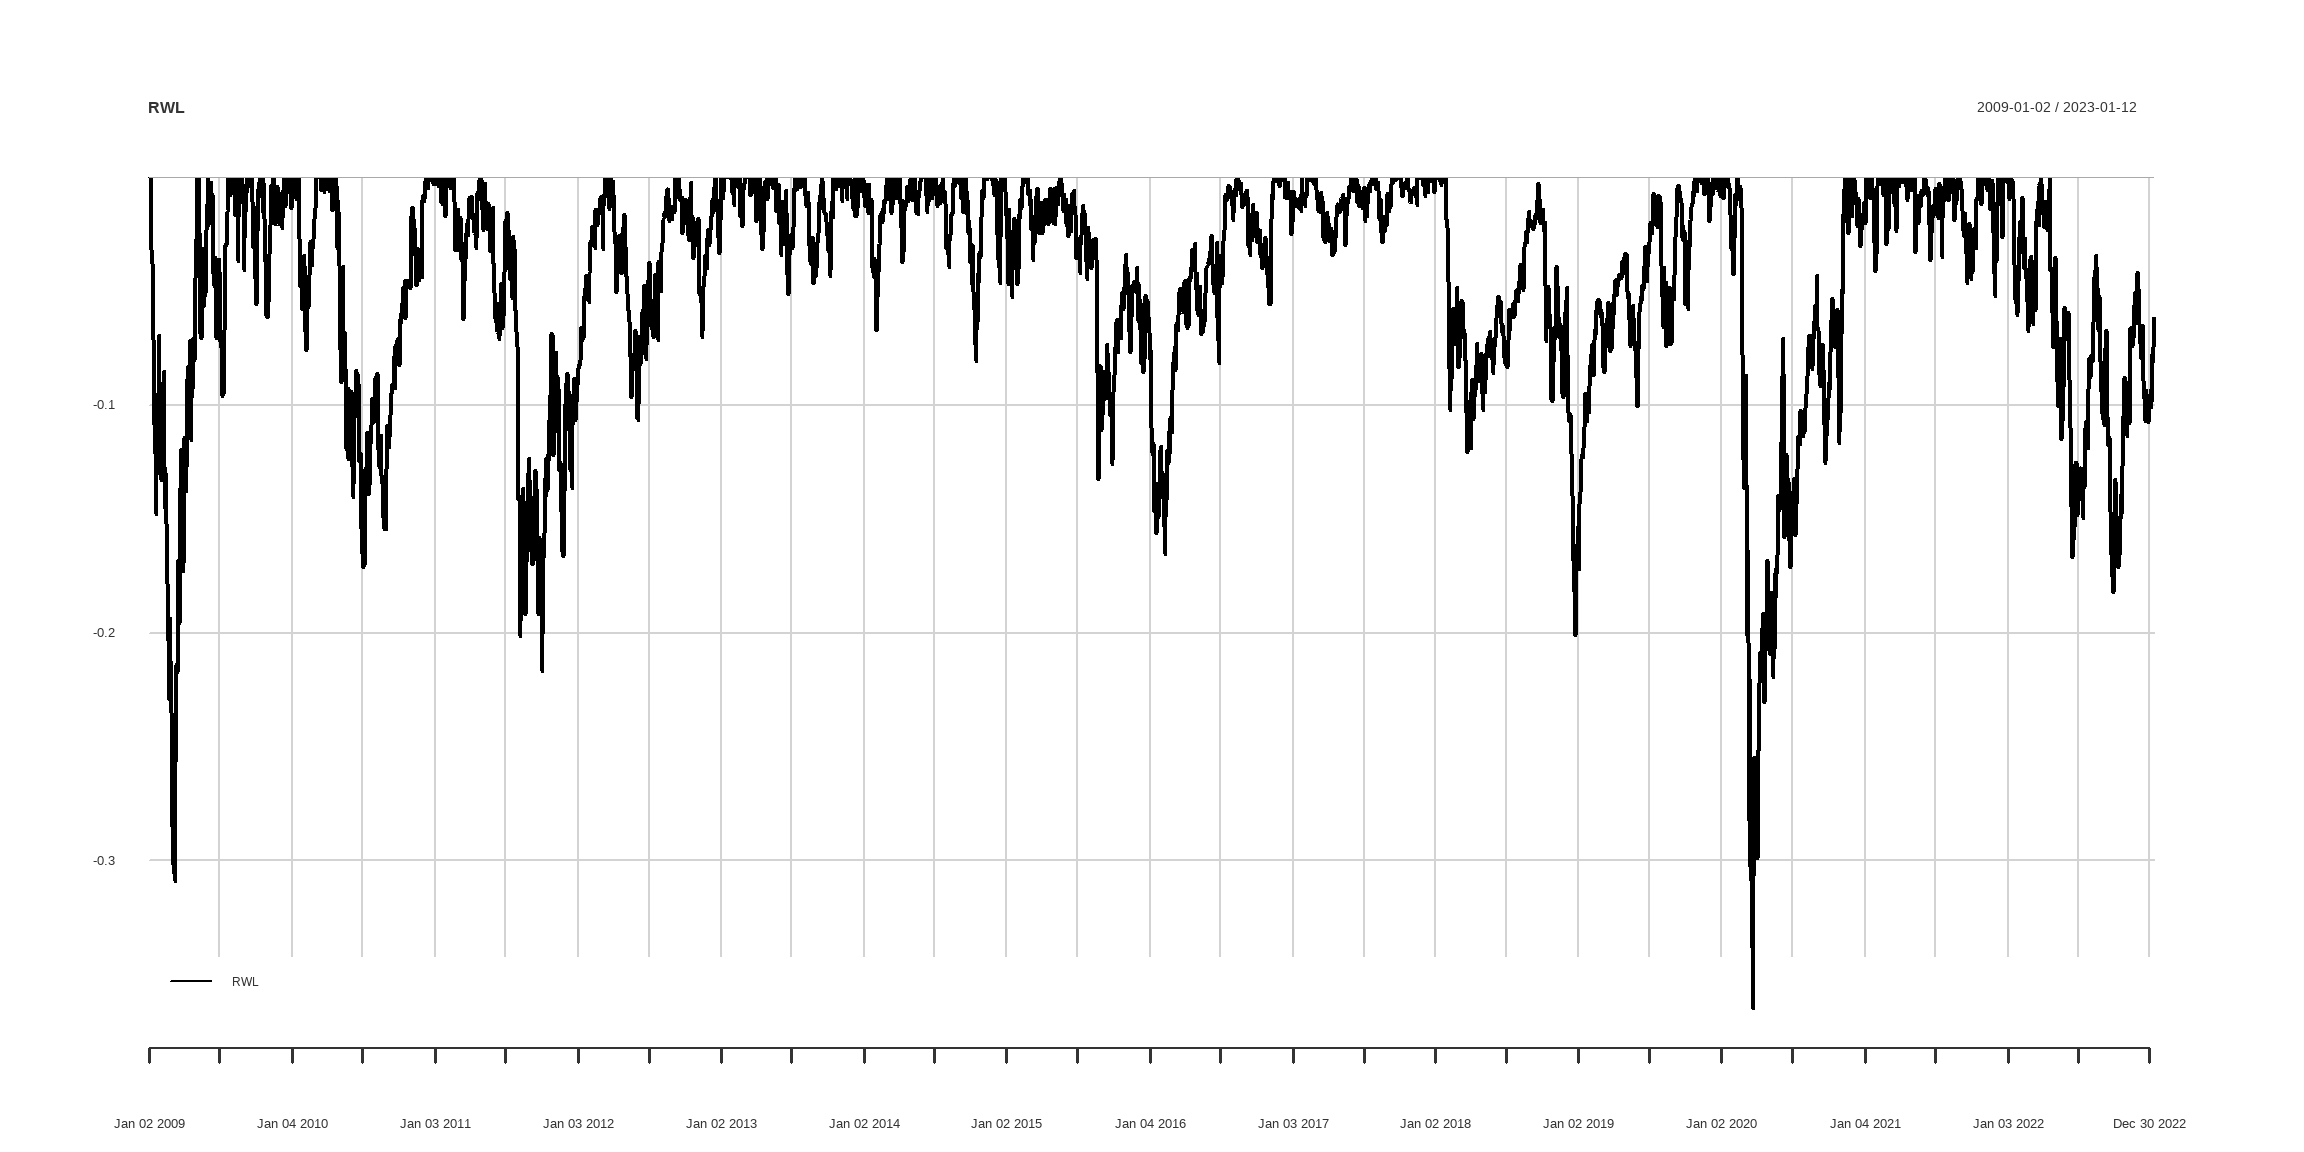 RWL
2009-01-02 / 2023-01-12
-0.1
-0.2
-0.3
RWL
Jan 02 2009
Jan 04 2010
Jan 03 2011
Jan 03 2012
Jan 02 2013
Jan 02 2014
Jan 02 2015
Jan 04 2016
Jan 03 2017
Jan 02 2018
Jan 02 2019
Jan 02 2020
Jan 04 2021
Jan 03 2022
Dec 30 2022